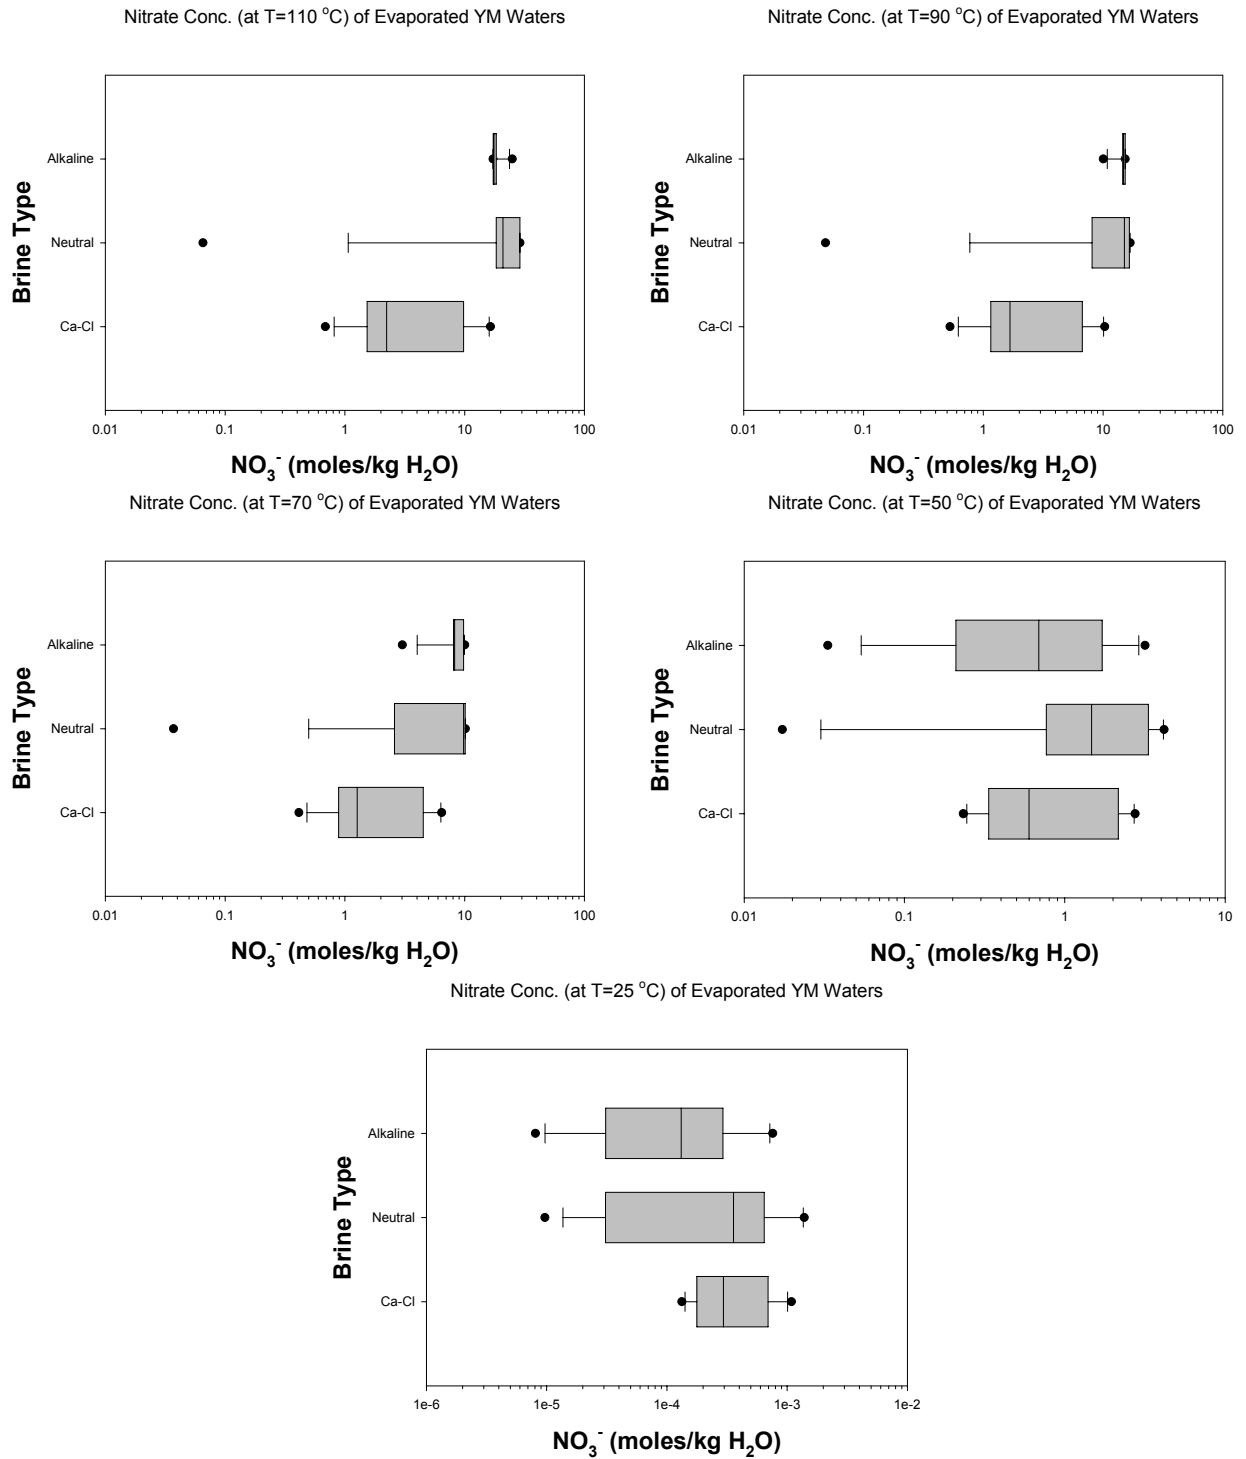 Nitrate Conc. (at T=110 °C) of Evaporated YM Waters
Brine Type
Alkaline
Neutral
Ca-Cl
0.01 0.1 1 10 100
NO₃⁻ (moles/kg H₂O)
Nitrate Conc. (at T=90 °C) of Evaporated YM Waters
Brine Type
Alkaline
Neutral
Ca-Cl
0.01 0.1 1 10 100
NO₃⁻ (moles/kg H₂O)
Nitrate Conc. (at T=70 °C) of Evaporated YM Waters
Brine Type
Alkaline
Neutral
Ca-Cl
0.01 0.1 1 10 100
NO₃⁻ (moles/kg H₂O)
Nitrate Conc. (at T=50 °C) of Evaporated YM Waters
Brine Type
Alkaline
Neutral
Ca-Cl
0.01 0.1 1 10
NO₃⁻ (moles/kg H₂O)
Nitrate Conc. (at T=25 °C) of Evaporated YM Waters
Brine Type
Alkaline
Neutral
Ca-Cl
1e-6 1e-5 1e-4 1e-3 1e-2
NO₃⁻ (moles/kg H₂O)